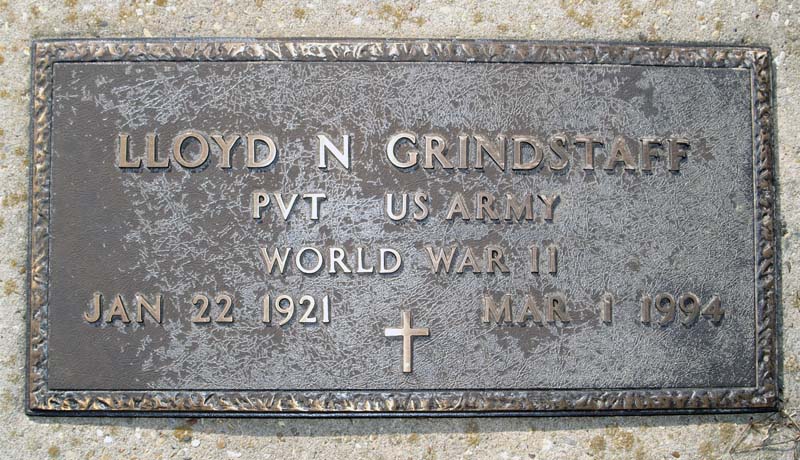 LLOYD N GRINDSTAFF
PVT US ARMY
WORLD WAR II
JAN 22 1921 MAR 1 1994